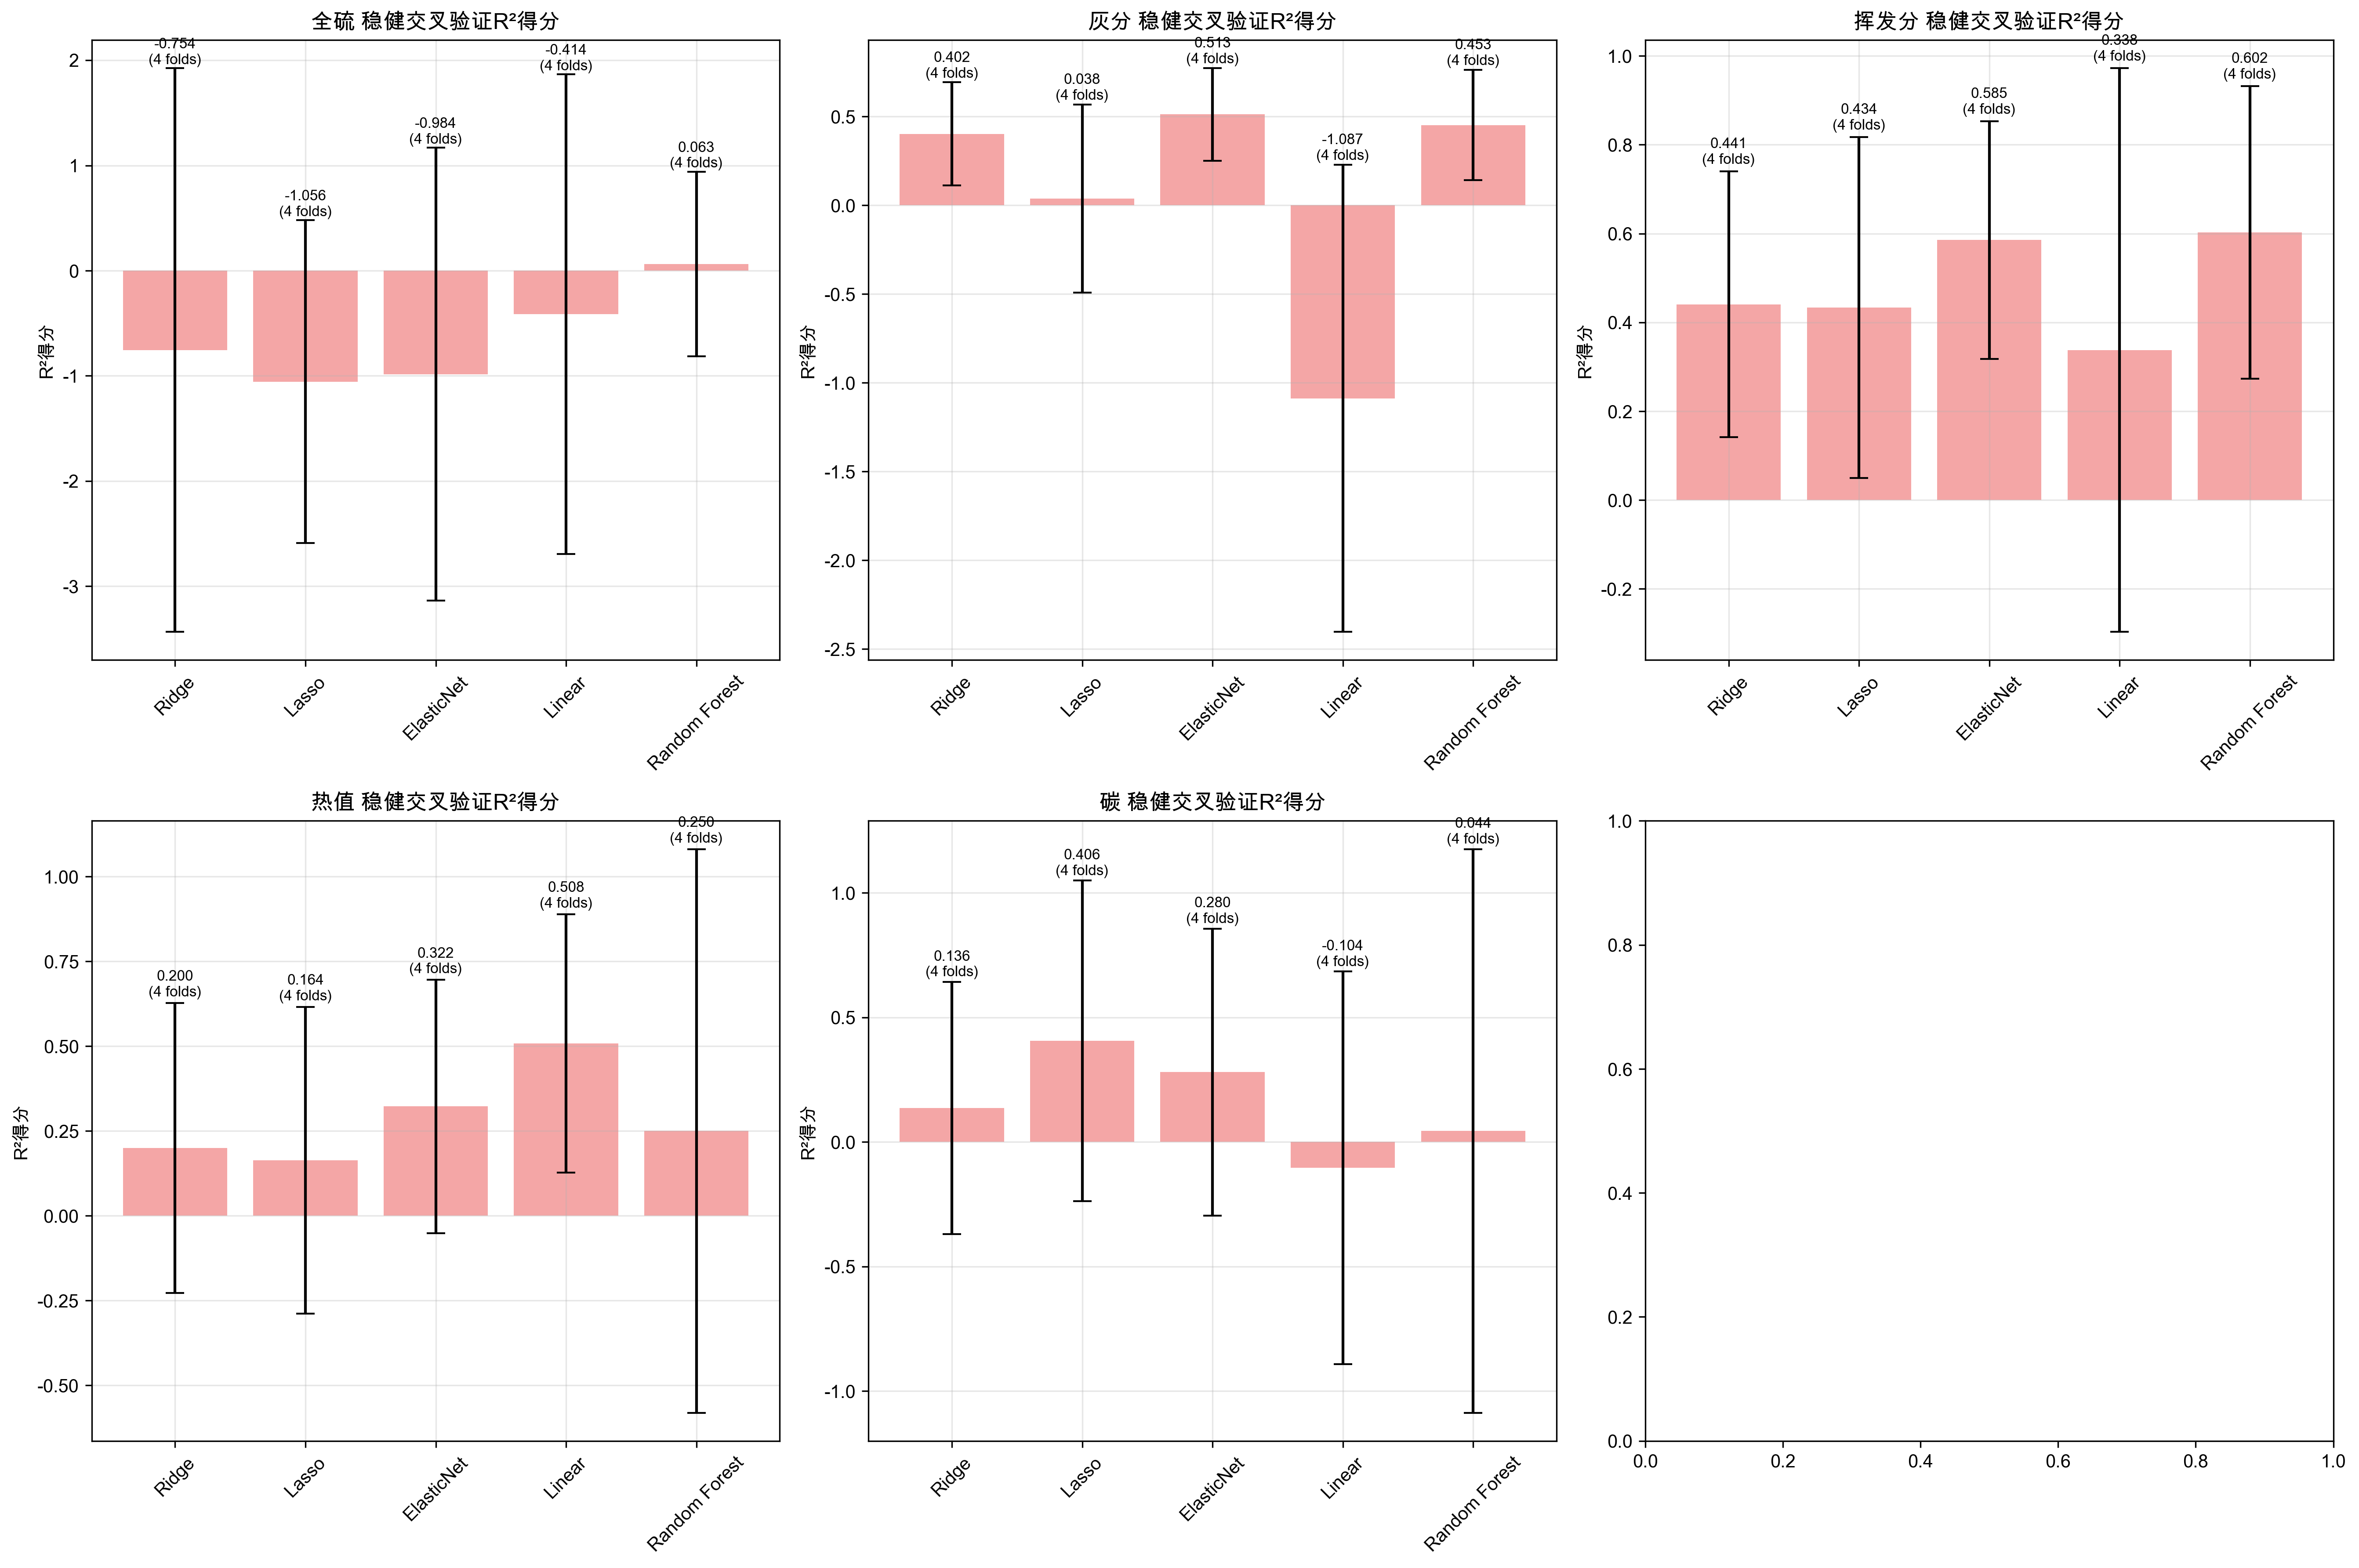 全硫 稳健交叉验证R²得分
R²得分
2
1
0
-1
-2
-3
-0.754
(4 folds)
-1.056
(4 folds)
-0.984
(4 folds)
-0.414
(4 folds)
0.063
(4 folds)
Ridge
Lasso
ElasticNet
Linear
Random Forest
灰分 稳健交叉验证R²得分
R²得分
0.5
0.0
-0.5
-1.0
-1.5
-2.0
-2.5
0.402
(4 folds)
0.038
(4 folds)
0.513
(4 folds)
-1.087
(4 folds)
0.453
(4 folds)
Ridge
Lasso
ElasticNet
Linear
Random Forest
挥发分 稳健交叉验证R²得分
R²得分
1.0
0.8
0.6
0.4
0.2
0.0
-0.2
0.441
(4 folds)
0.434
(4 folds)
0.585
(4 folds)
0.338
(4 folds)
0.602
(4 folds)
Ridge
Lasso
ElasticNet
Linear
Random Forest
热值 稳健交叉验证R²得分
R²得分
1.00
0.75
0.50
0.25
0.00
-0.25
-0.50
0.200
(4 folds)
0.164
(4 folds)
0.322
(4 folds)
0.508
(4 folds)
0.250
(4 folds)
Ridge
Lasso
ElasticNet
Linear
Random Forest
碳 稳健交叉验证R²得分
R²得分
1.0
0.5
0.0
-0.5
-1.0
0.136
(4 folds)
0.406
(4 folds)
0.280
(4 folds)
-0.104
(4 folds)
0.044
(4 folds)
Ridge
Lasso
ElasticNet
Linear
Random Forest
1.0
0.8
0.6
0.4
0.2
0.0
0.0
0.2
0.4
0.6
0.8
1.0